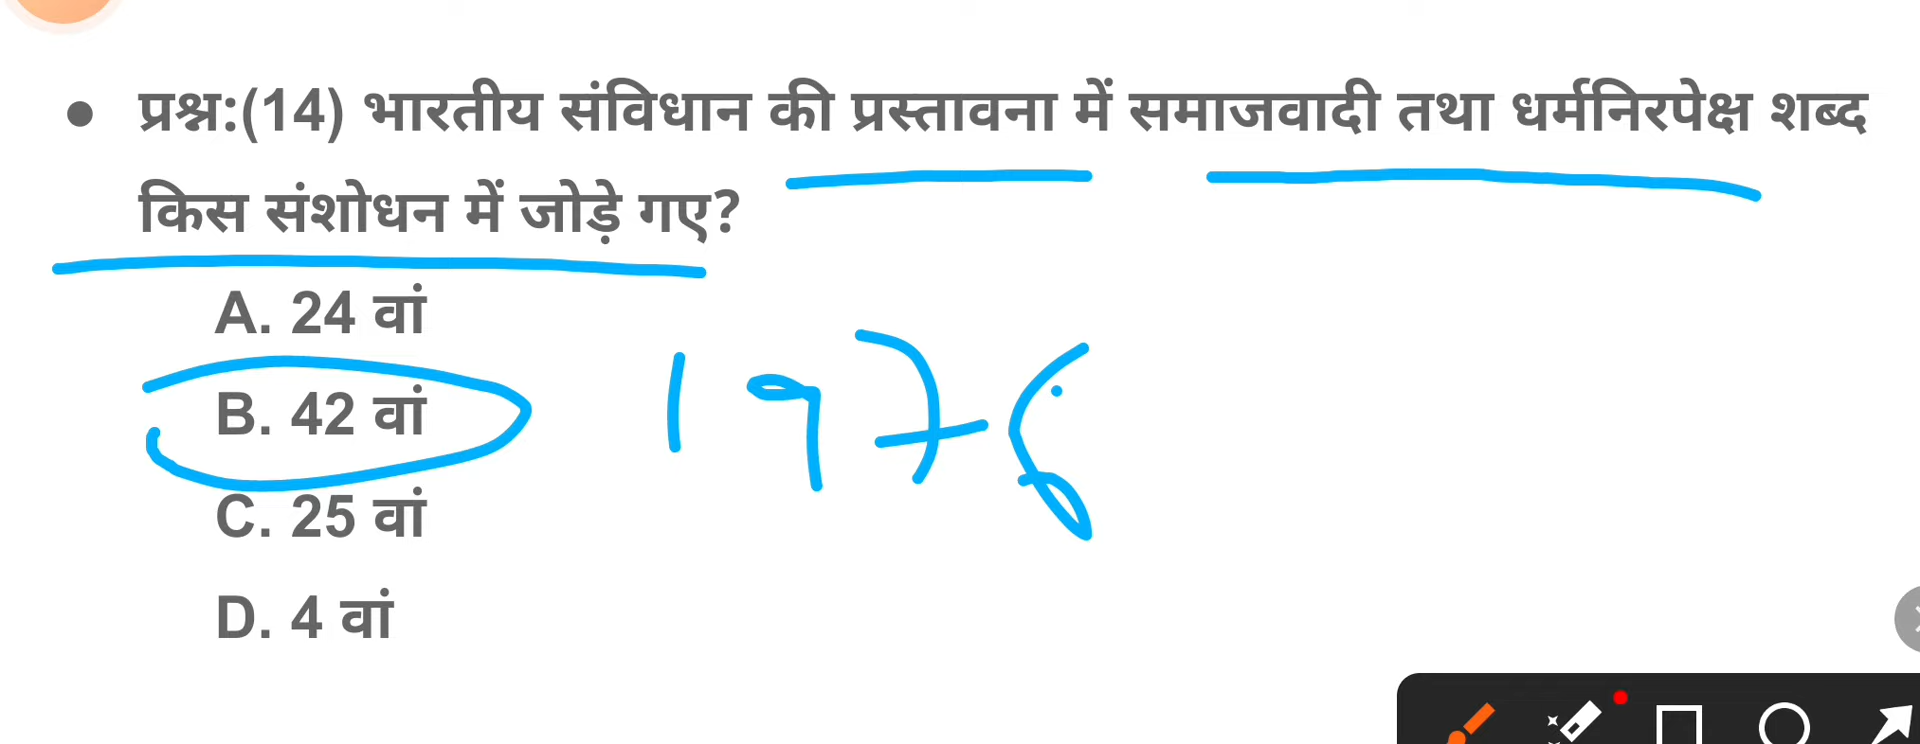 • प्रश्न:(14) भारतीय संविधान की प्रस्तावना में समाजवादी तथा धर्मनिरपेक्ष शब्द
किस संशोधन में जोड़े गए?
A. 24 वां
B. 42 वां
1976
C. 25 वां
D. 4 वां